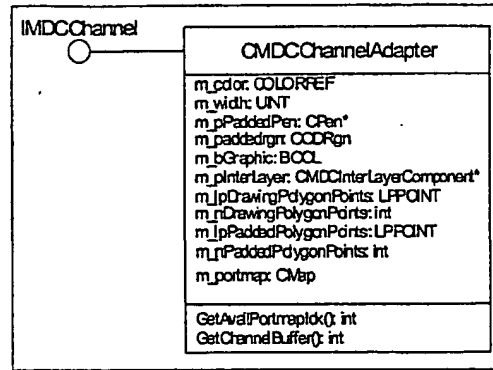 IMDCChannel
CMDCChannelAdapter
m_color: COLORREF
m_width: UINT
m_pPaddedPen: CPen*
m_paddedrgn: CODRgn
m_bGraphic: BOOL
m_pInterLayer: CMDCInterLayerComponent*
m_lpDrawingPolygonPoints: LPPOINT
m_nDrawingPolygonPoints: int
m_lpPaddedPolygonPoints: LPPOINT
m_nPaddedPolygonPoints: int
m_portmap: CMap
GetAvailPortmapIdx(): int
GetChannelBuffer(): int